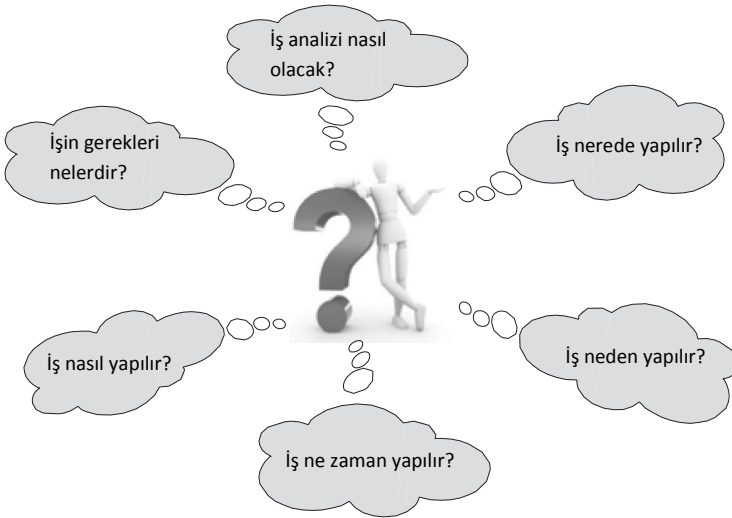 İş analizi nasıl
olacak?
İşin gerekleri
nelerdir?
İş nerede yapılır?
İş nasıl yapılır?
İş neden yapılır?
İş ne zaman yapılır?